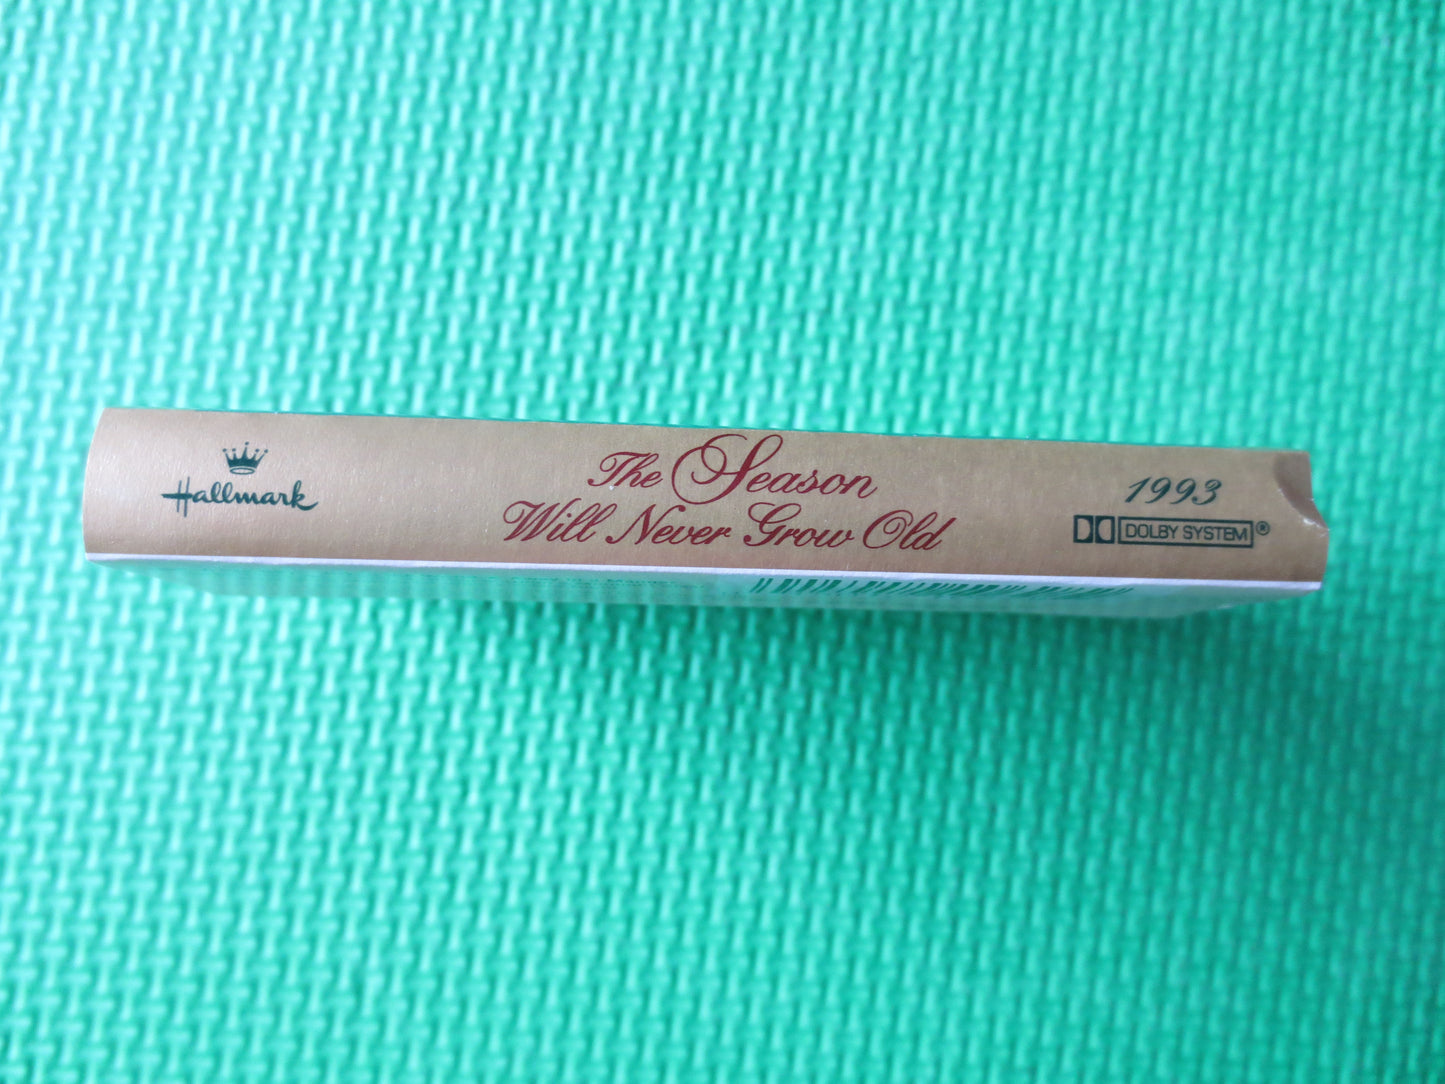 Hallmark
The Season
Will Never Grow Old
1993
DOLBY SYSTEM®